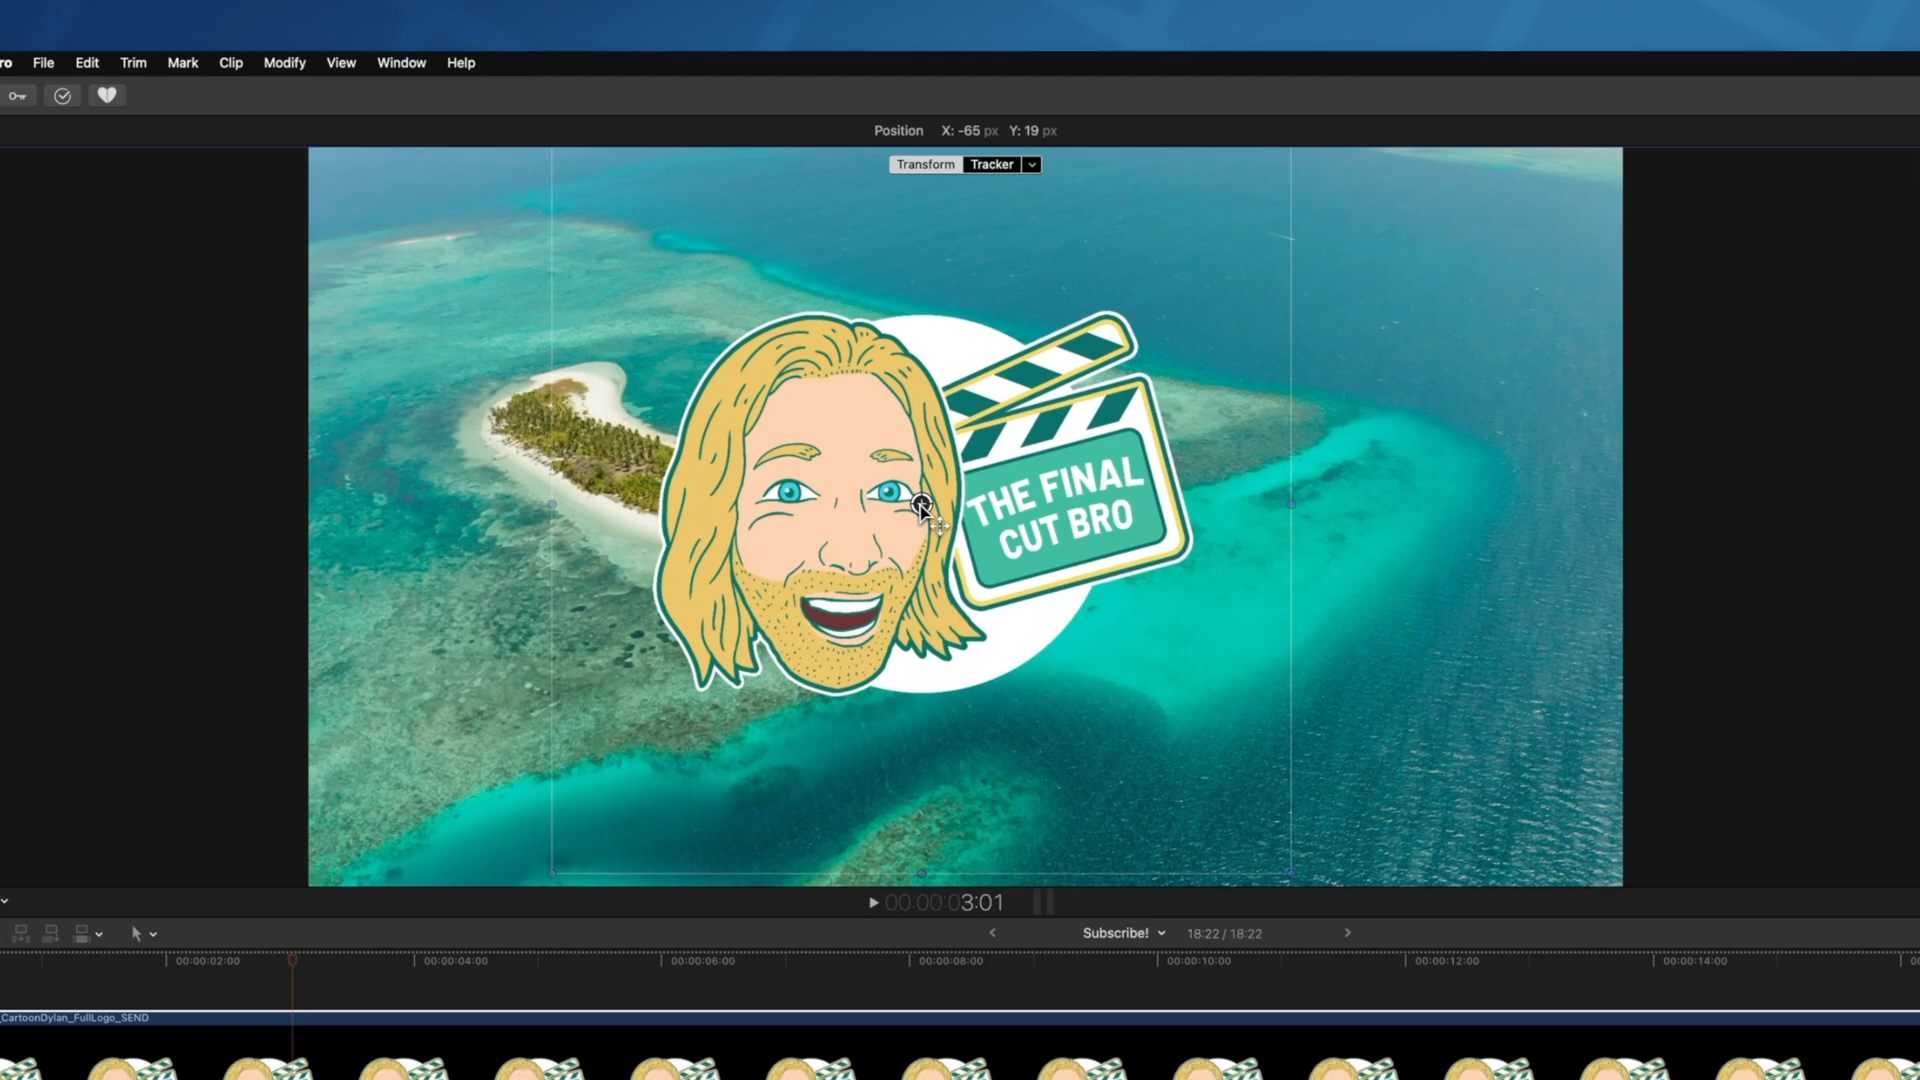 ro File Edit Trim Mark Clip Modify View Window Help
Position X: -65 px Y: 19 px
Transform Tracker
THE FINAL
CUT BRO
00:00:03:01
Subscribe! 18:22 / 18:22
00:00:02:00 00:00:04:00 00:00:06:00 00:00:08:00 00:00:10:00 00:00:12:00 00:00:14:00 00
CartoonDylan_FullLogo_SEND